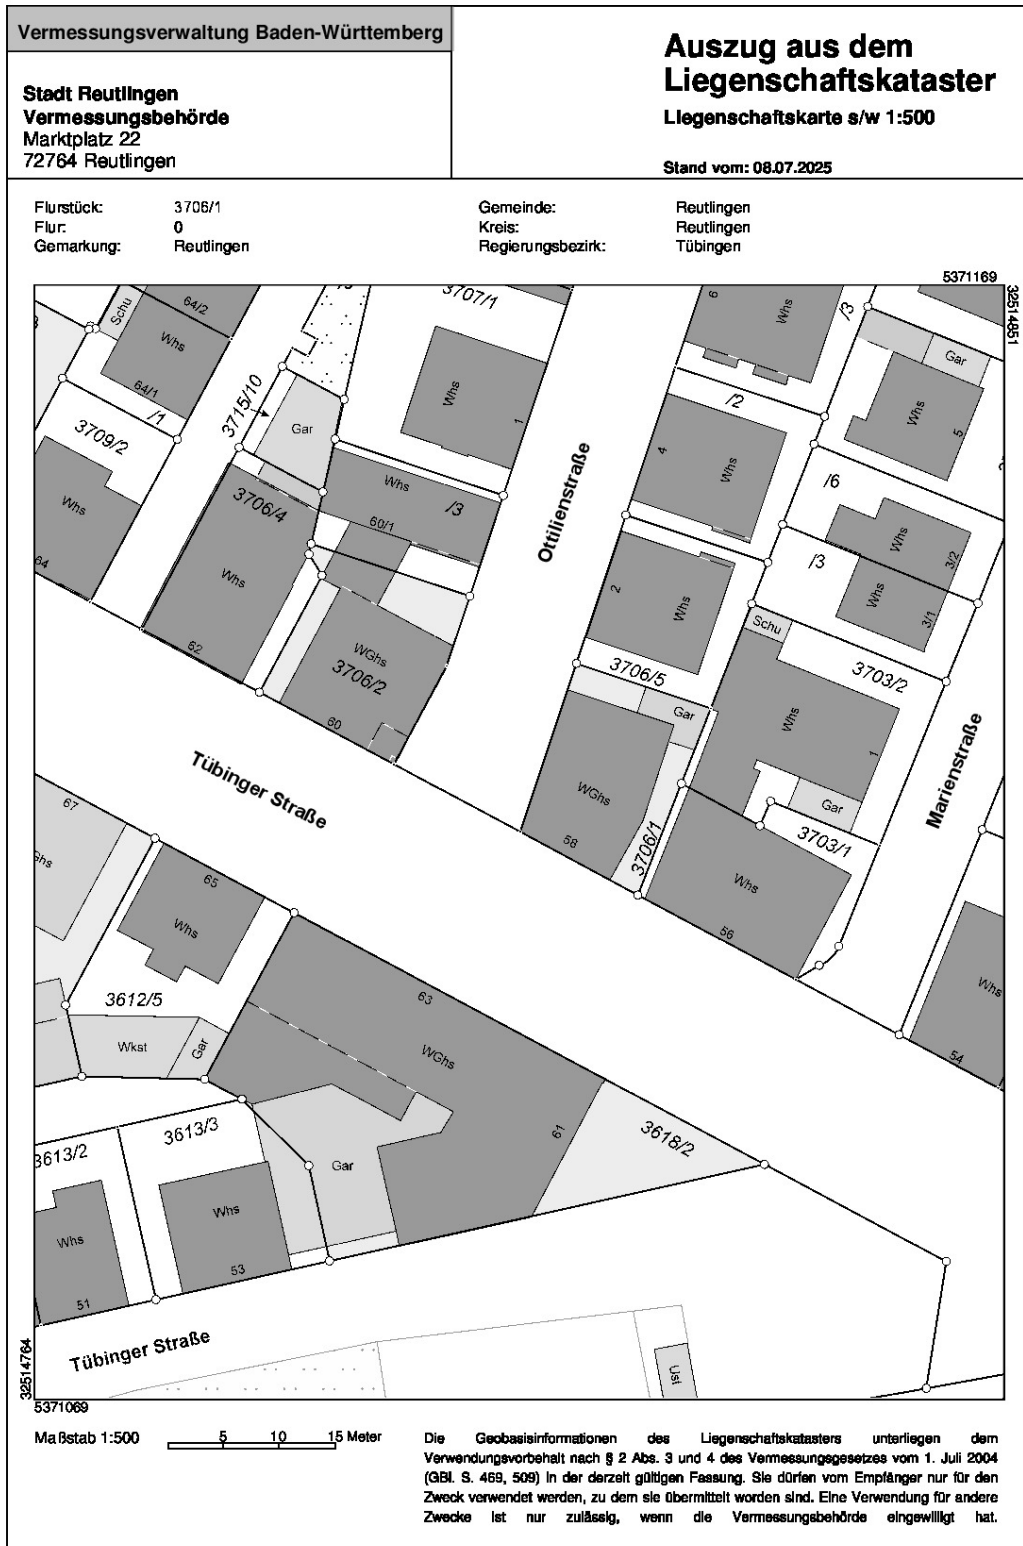 Vermessungsverwaltung Baden-Württemberg
Stadt Reutlingen
Vermessungsbehörde
Marktplatz 22
72764 Reutlingen
Auszug aus dem
Liegenschaftskataster
Liegenschaftskarte s/w 1:500
Stand vom: 08.07.2025
Flurstück: 3706/1
Flur: 0
Gemarkung: Reutlingen
Gemeinde: Reutlingen
Kreis: Reutlingen
Regierungsbezirk: Tübingen
5371169
32514851
Schu
64/2
Whs
64/1
/1
3709/2
Whs
64
3715/10
Gar
3707/1
Whs
1
3706/4
Whs
62
Whs
60/1
/3
WGhs
3706/2
60
Ottilienstraße
6
Whs
/3
/2
4
Whs
2
Whs
3706/5
Gar
WGhs
58
3706/1
Gar
Whs
5
/6
Whs
3/2
/3
Whs
3/1
Schu
3703/2
Whs
1
Gar
3703/1
Whs
56
Marienstraße
Whs
54
Tübinger Straße
67
Ghs
65
Whs
3612/5
Wkst
Gar
63
WGhs
61
3618/2
3613/2
3613/3
Gar
Whs
51
Whs
53
Tübinger Straße
Ust
32514764
5371069
Maßstab 1:500
5 10 15 Meter
Die Geobasisinformationen des Liegenschaftskatasters unterliegen dem
Verwendungsvorbehalt nach § 2 Abs. 3 und 4 des Vermessungsgesetzes vom 1. Juli 2004
(GBl. S. 469, 509) in der derzeit gültigen Fassung. Sie dürfen vom Empfänger nur für den
Zweck verwendet werden, zu dem sie übermittelt worden sind. Eine Verwendung für andere
Zwecke ist nur zulässig, wenn die Vermessungsbehörde eingewilligt hat.